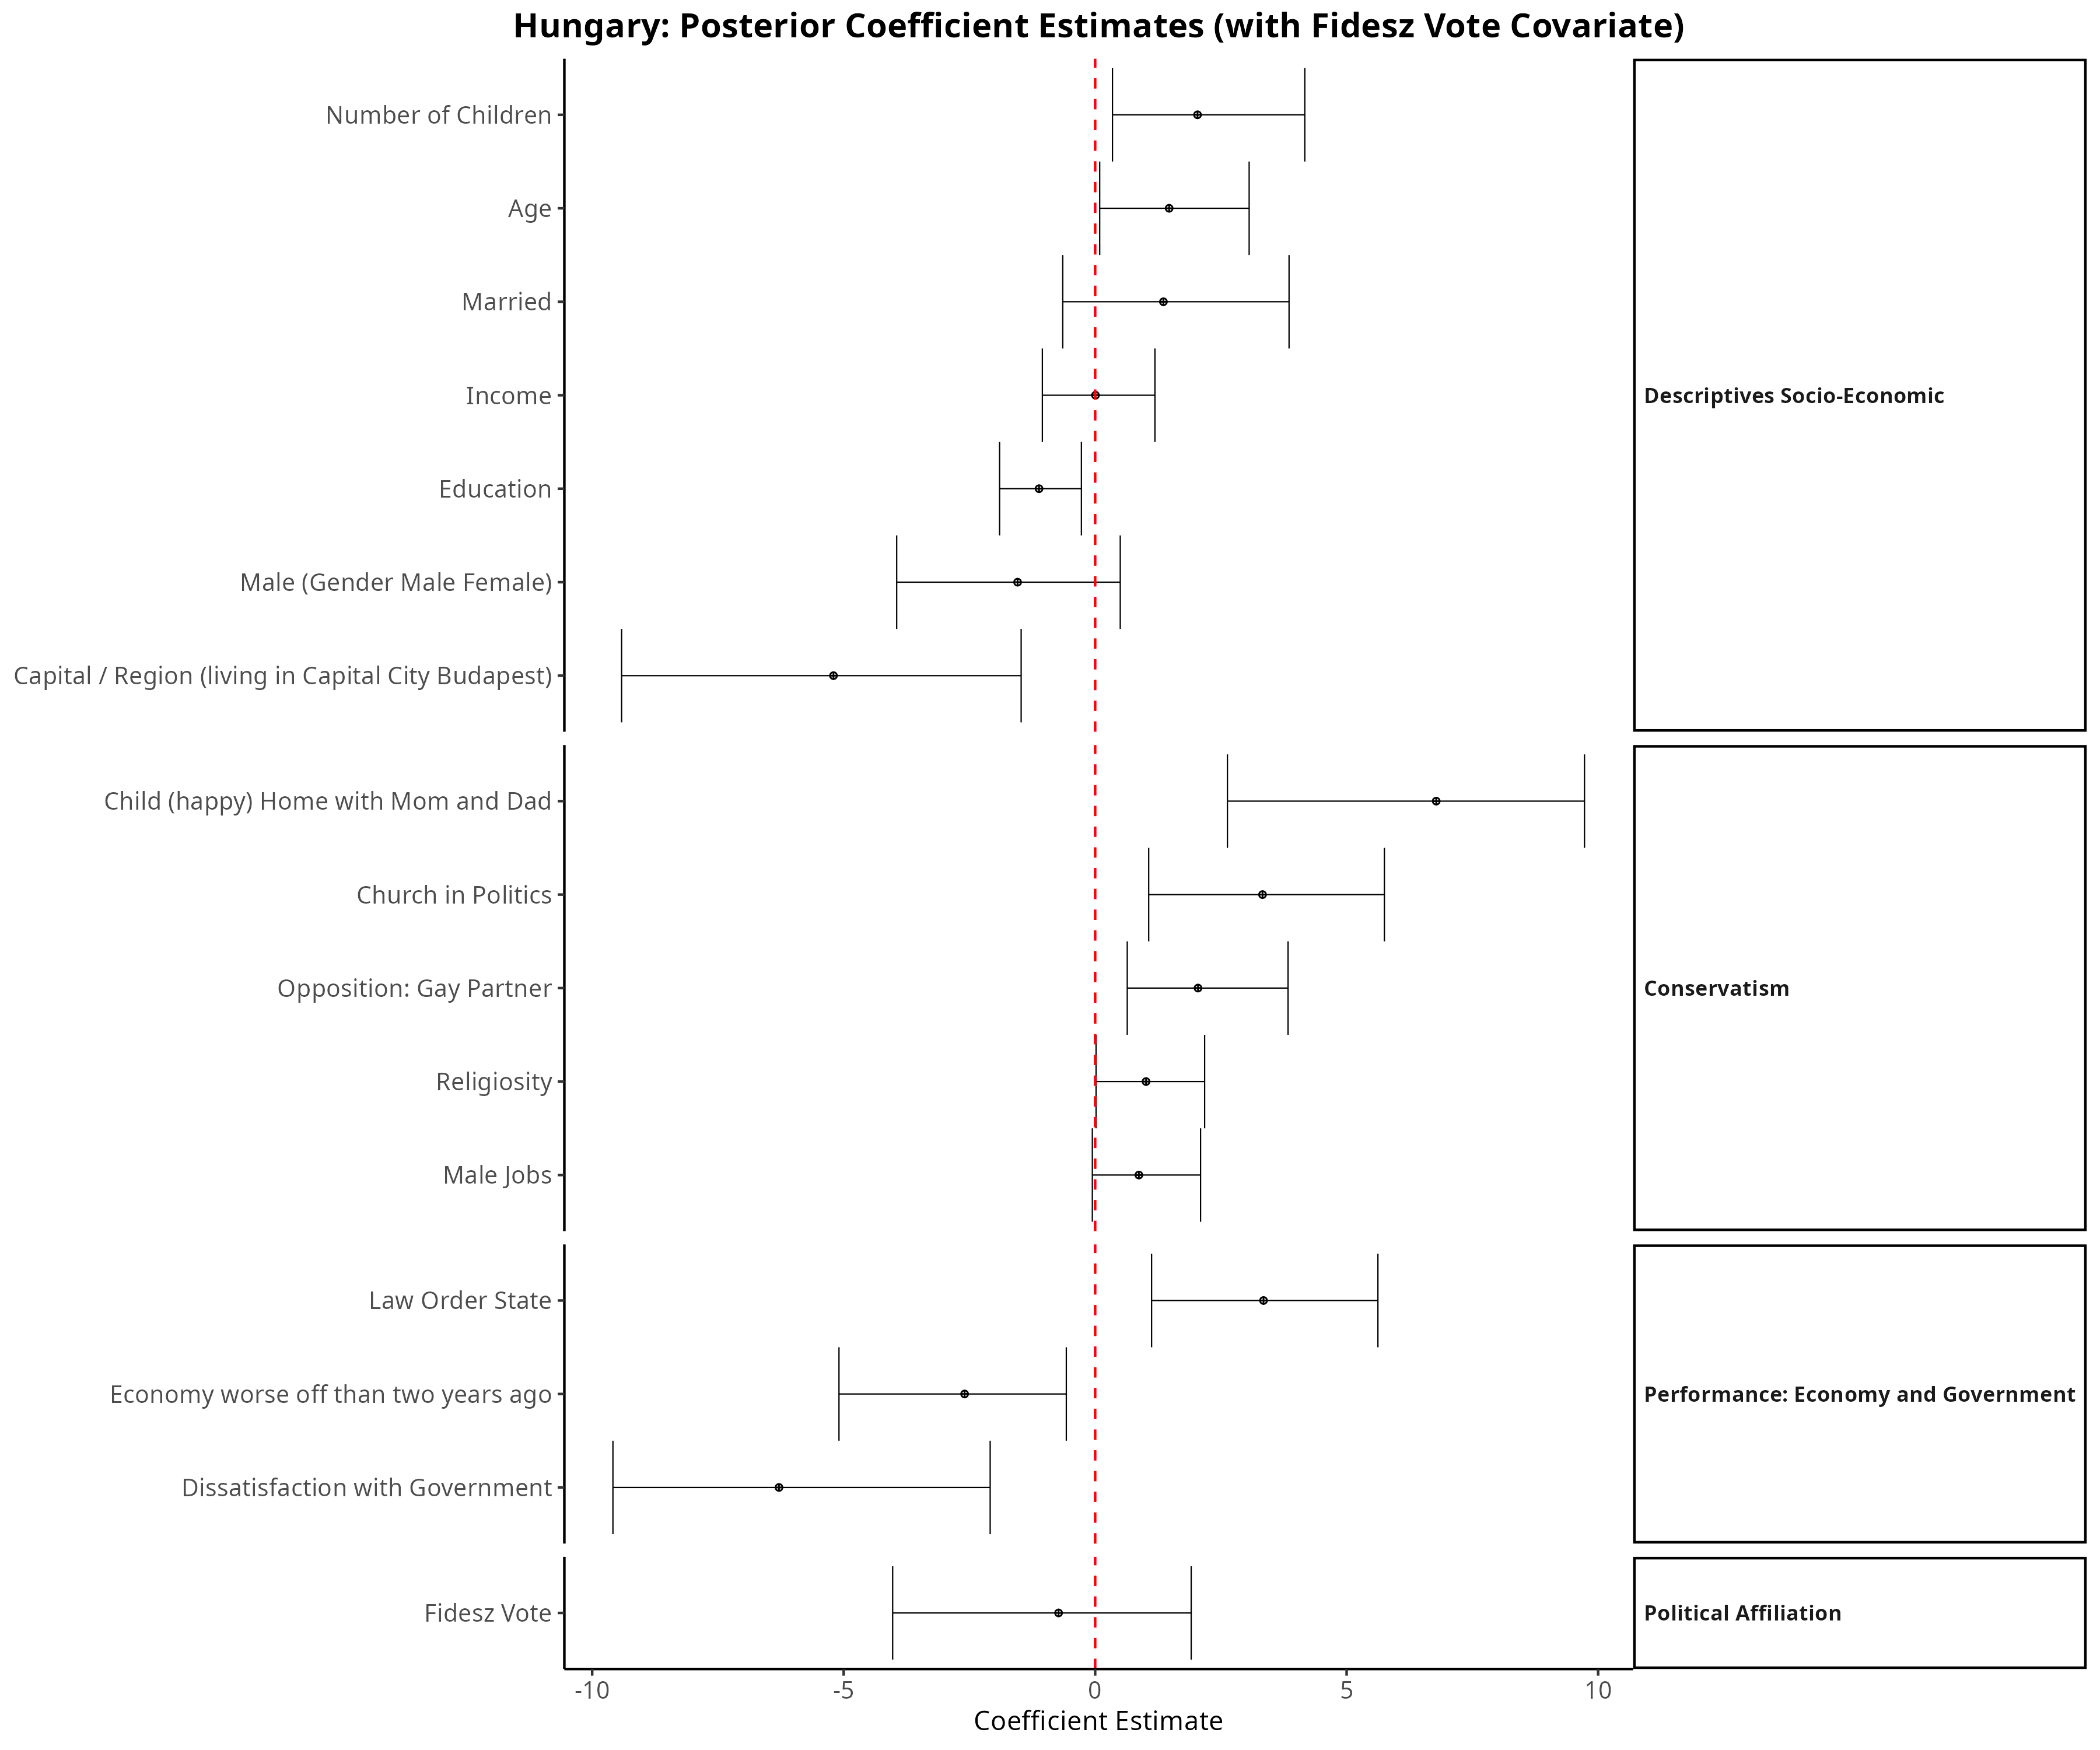 Hungary: Posterior Coefficient Estimates (with Fidesz Vote Covariate)
Number of Children
Age
Married
Income
Education
Male (Gender Male Female)
Capital / Region (living in Capital City Budapest)
Descriptives Socio-Economic
Child (happy) Home with Mom and Dad
Church in Politics
Opposition: Gay Partner
Religiosity
Male Jobs
Conservatism
Law Order State
Economy worse off than two years ago
Dissatisfaction with Government
Performance: Economy and Government
Fidesz Vote
Political Affiliation
-10 -5 0 5 10
Coefficient Estimate